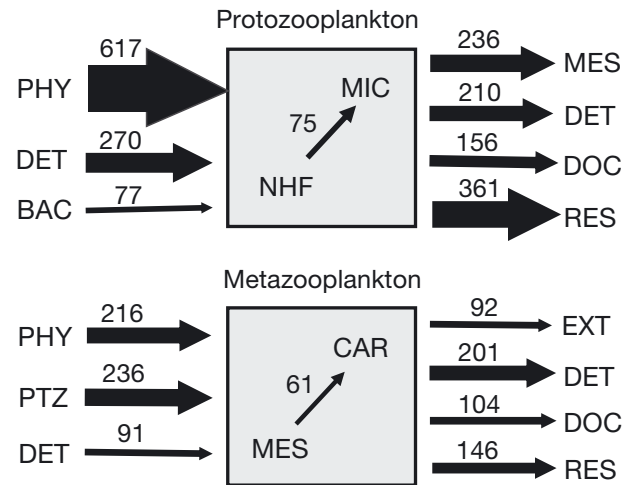 Protozooplankton
617
PHY
270
DET
77
BAC
MIC
75
NHF
236
MES
210
DET
156
DOC
361
RES
Metazooplankton
216
PHY
236
PTZ
91
DET
CAR
61
MES
92
EXT
201
DET
104
DOC
146
RES